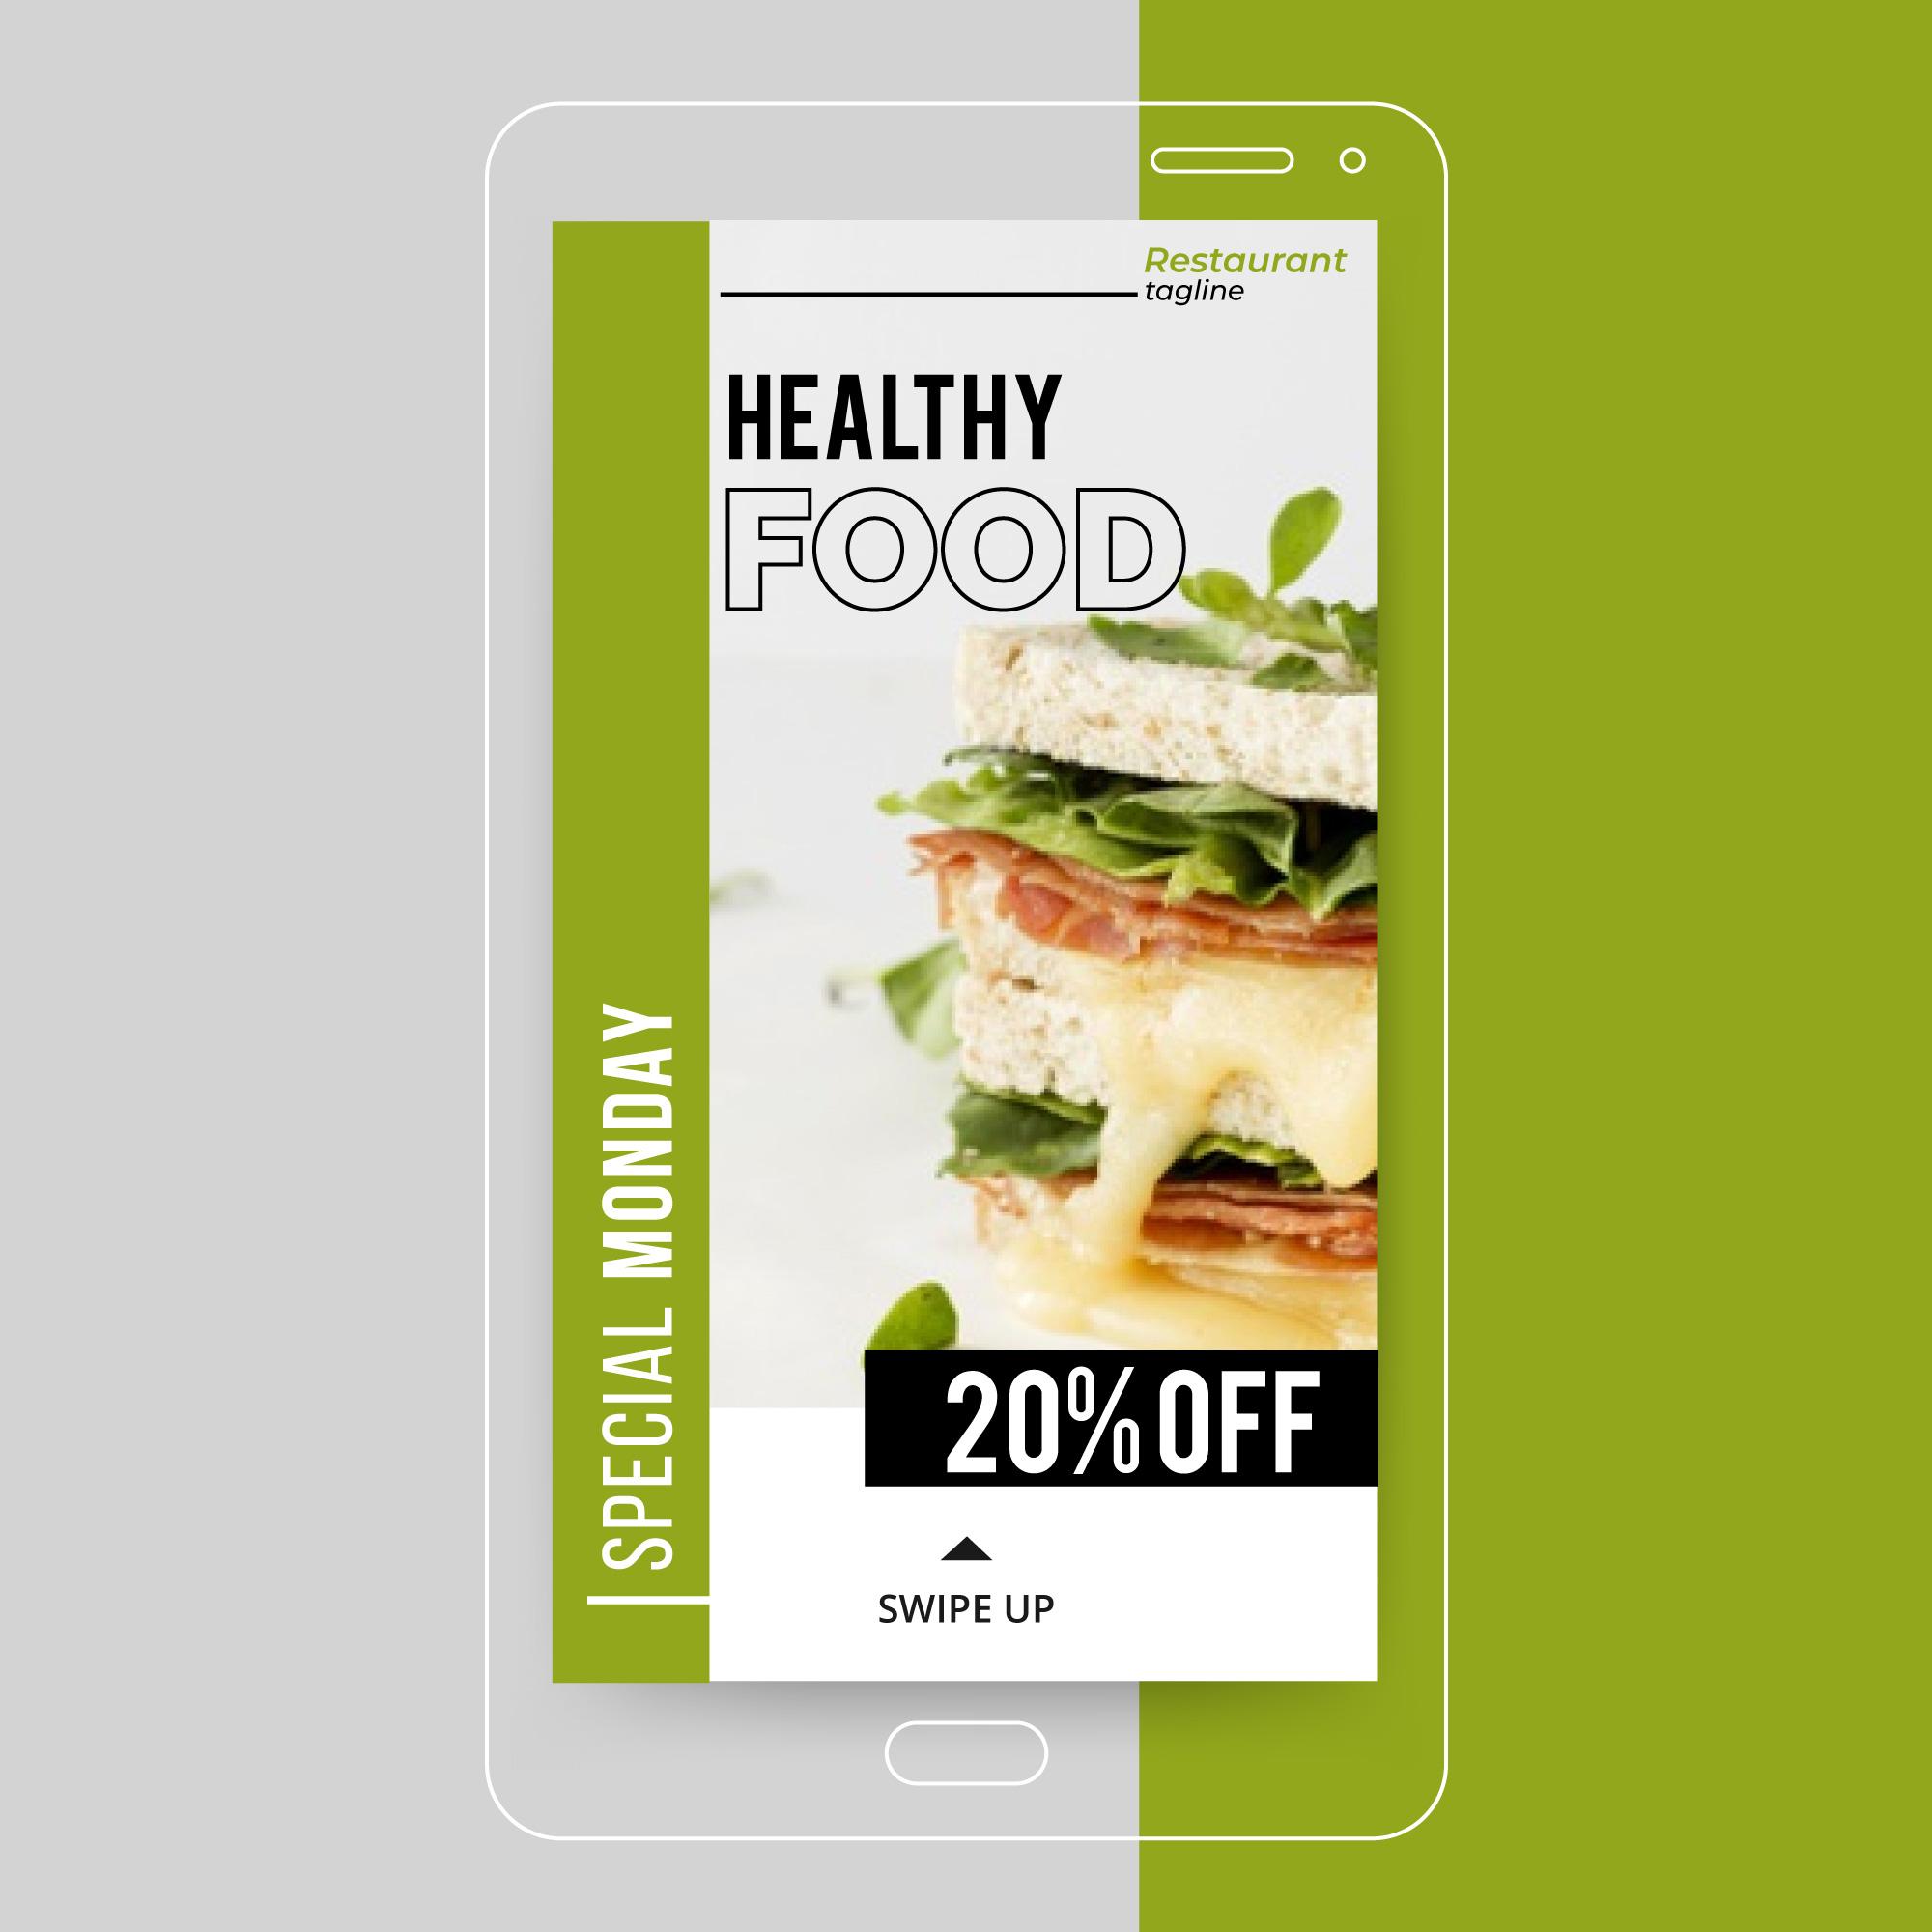 Restaurant
tagline
HEALTHY
FOOD
SPECIAL MONDAY
20%OFF
SWIPE UP